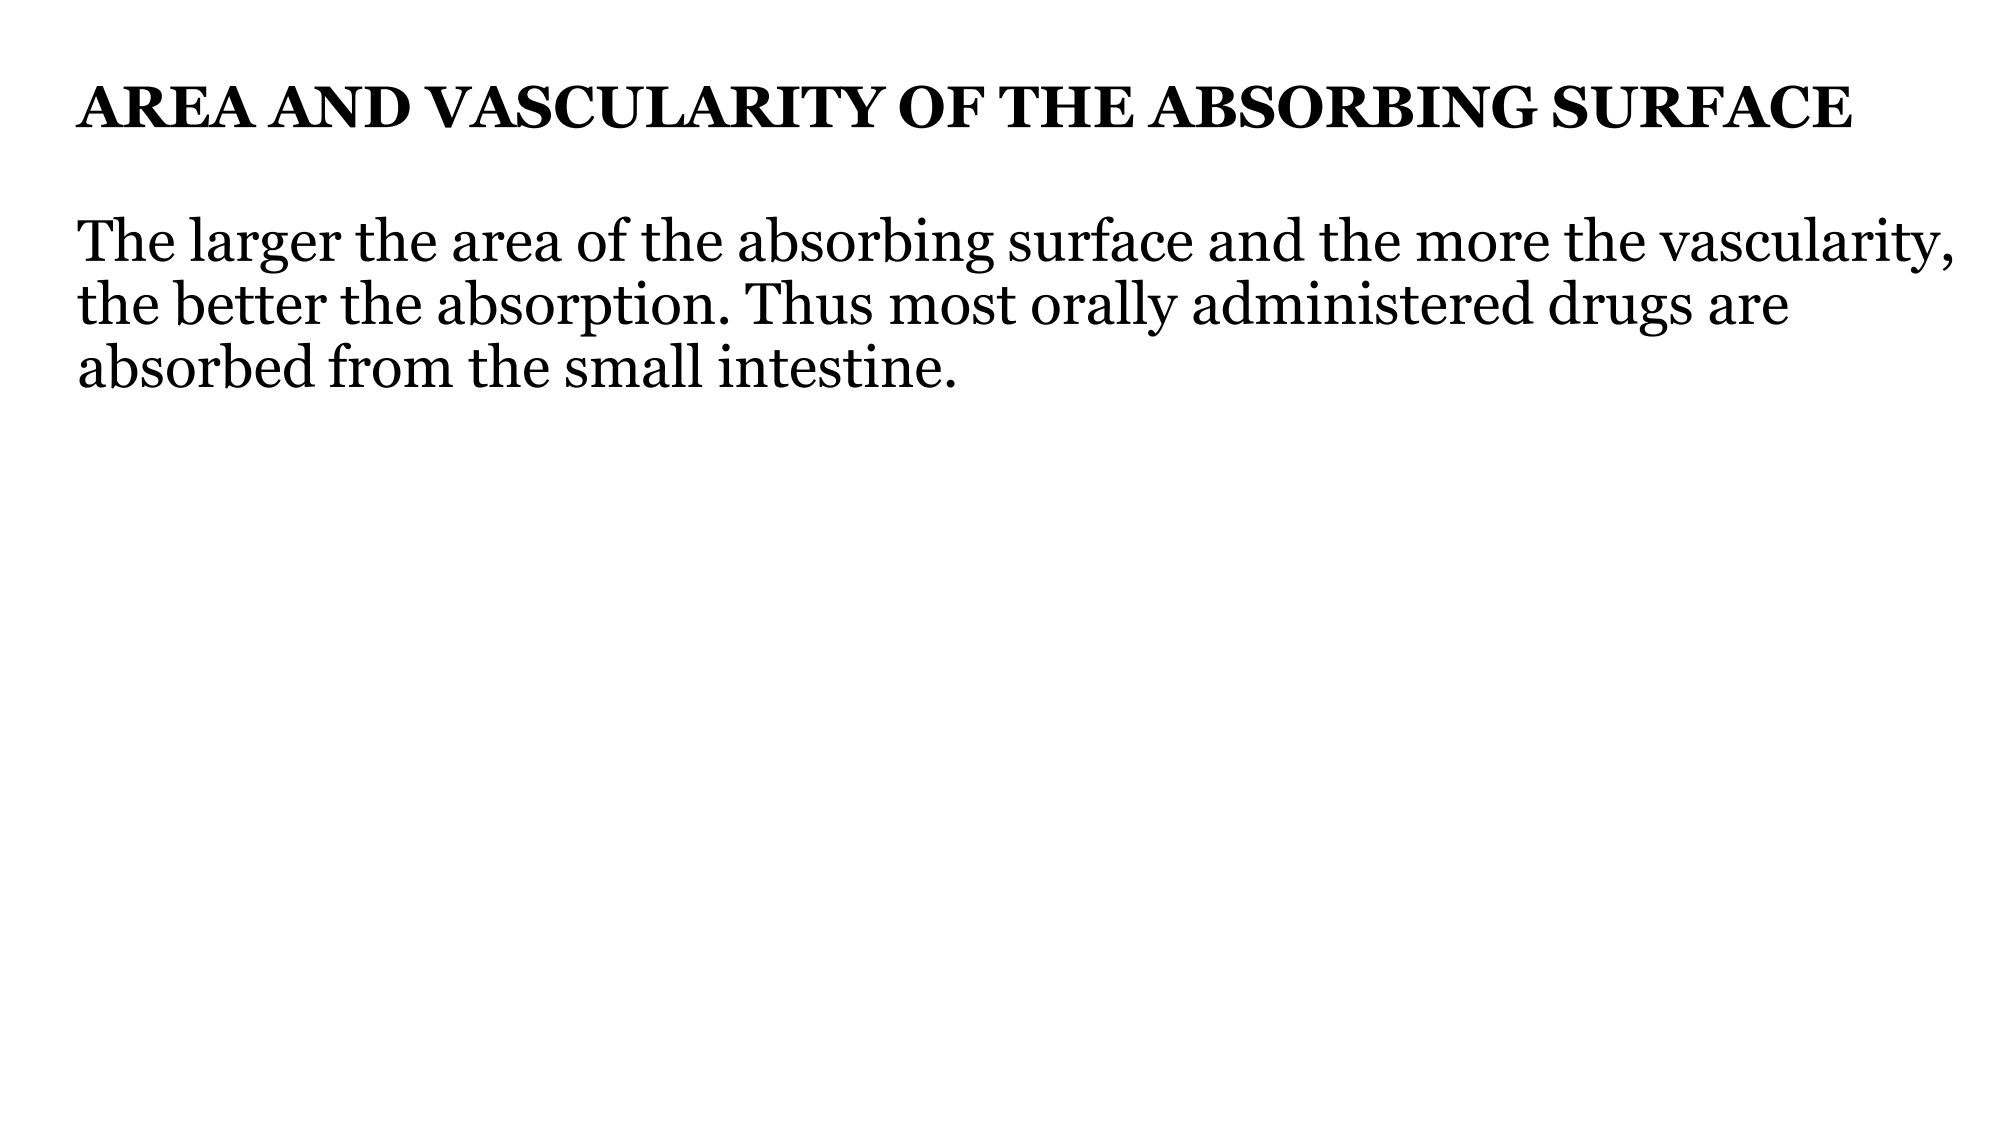 AREA AND VASCULARITY OF THE ABSORBING SURFACE
The larger the area of the absorbing surface and the more the vascularity,
the better the absorption. Thus most orally administered drugs are
absorbed from the small intestine.